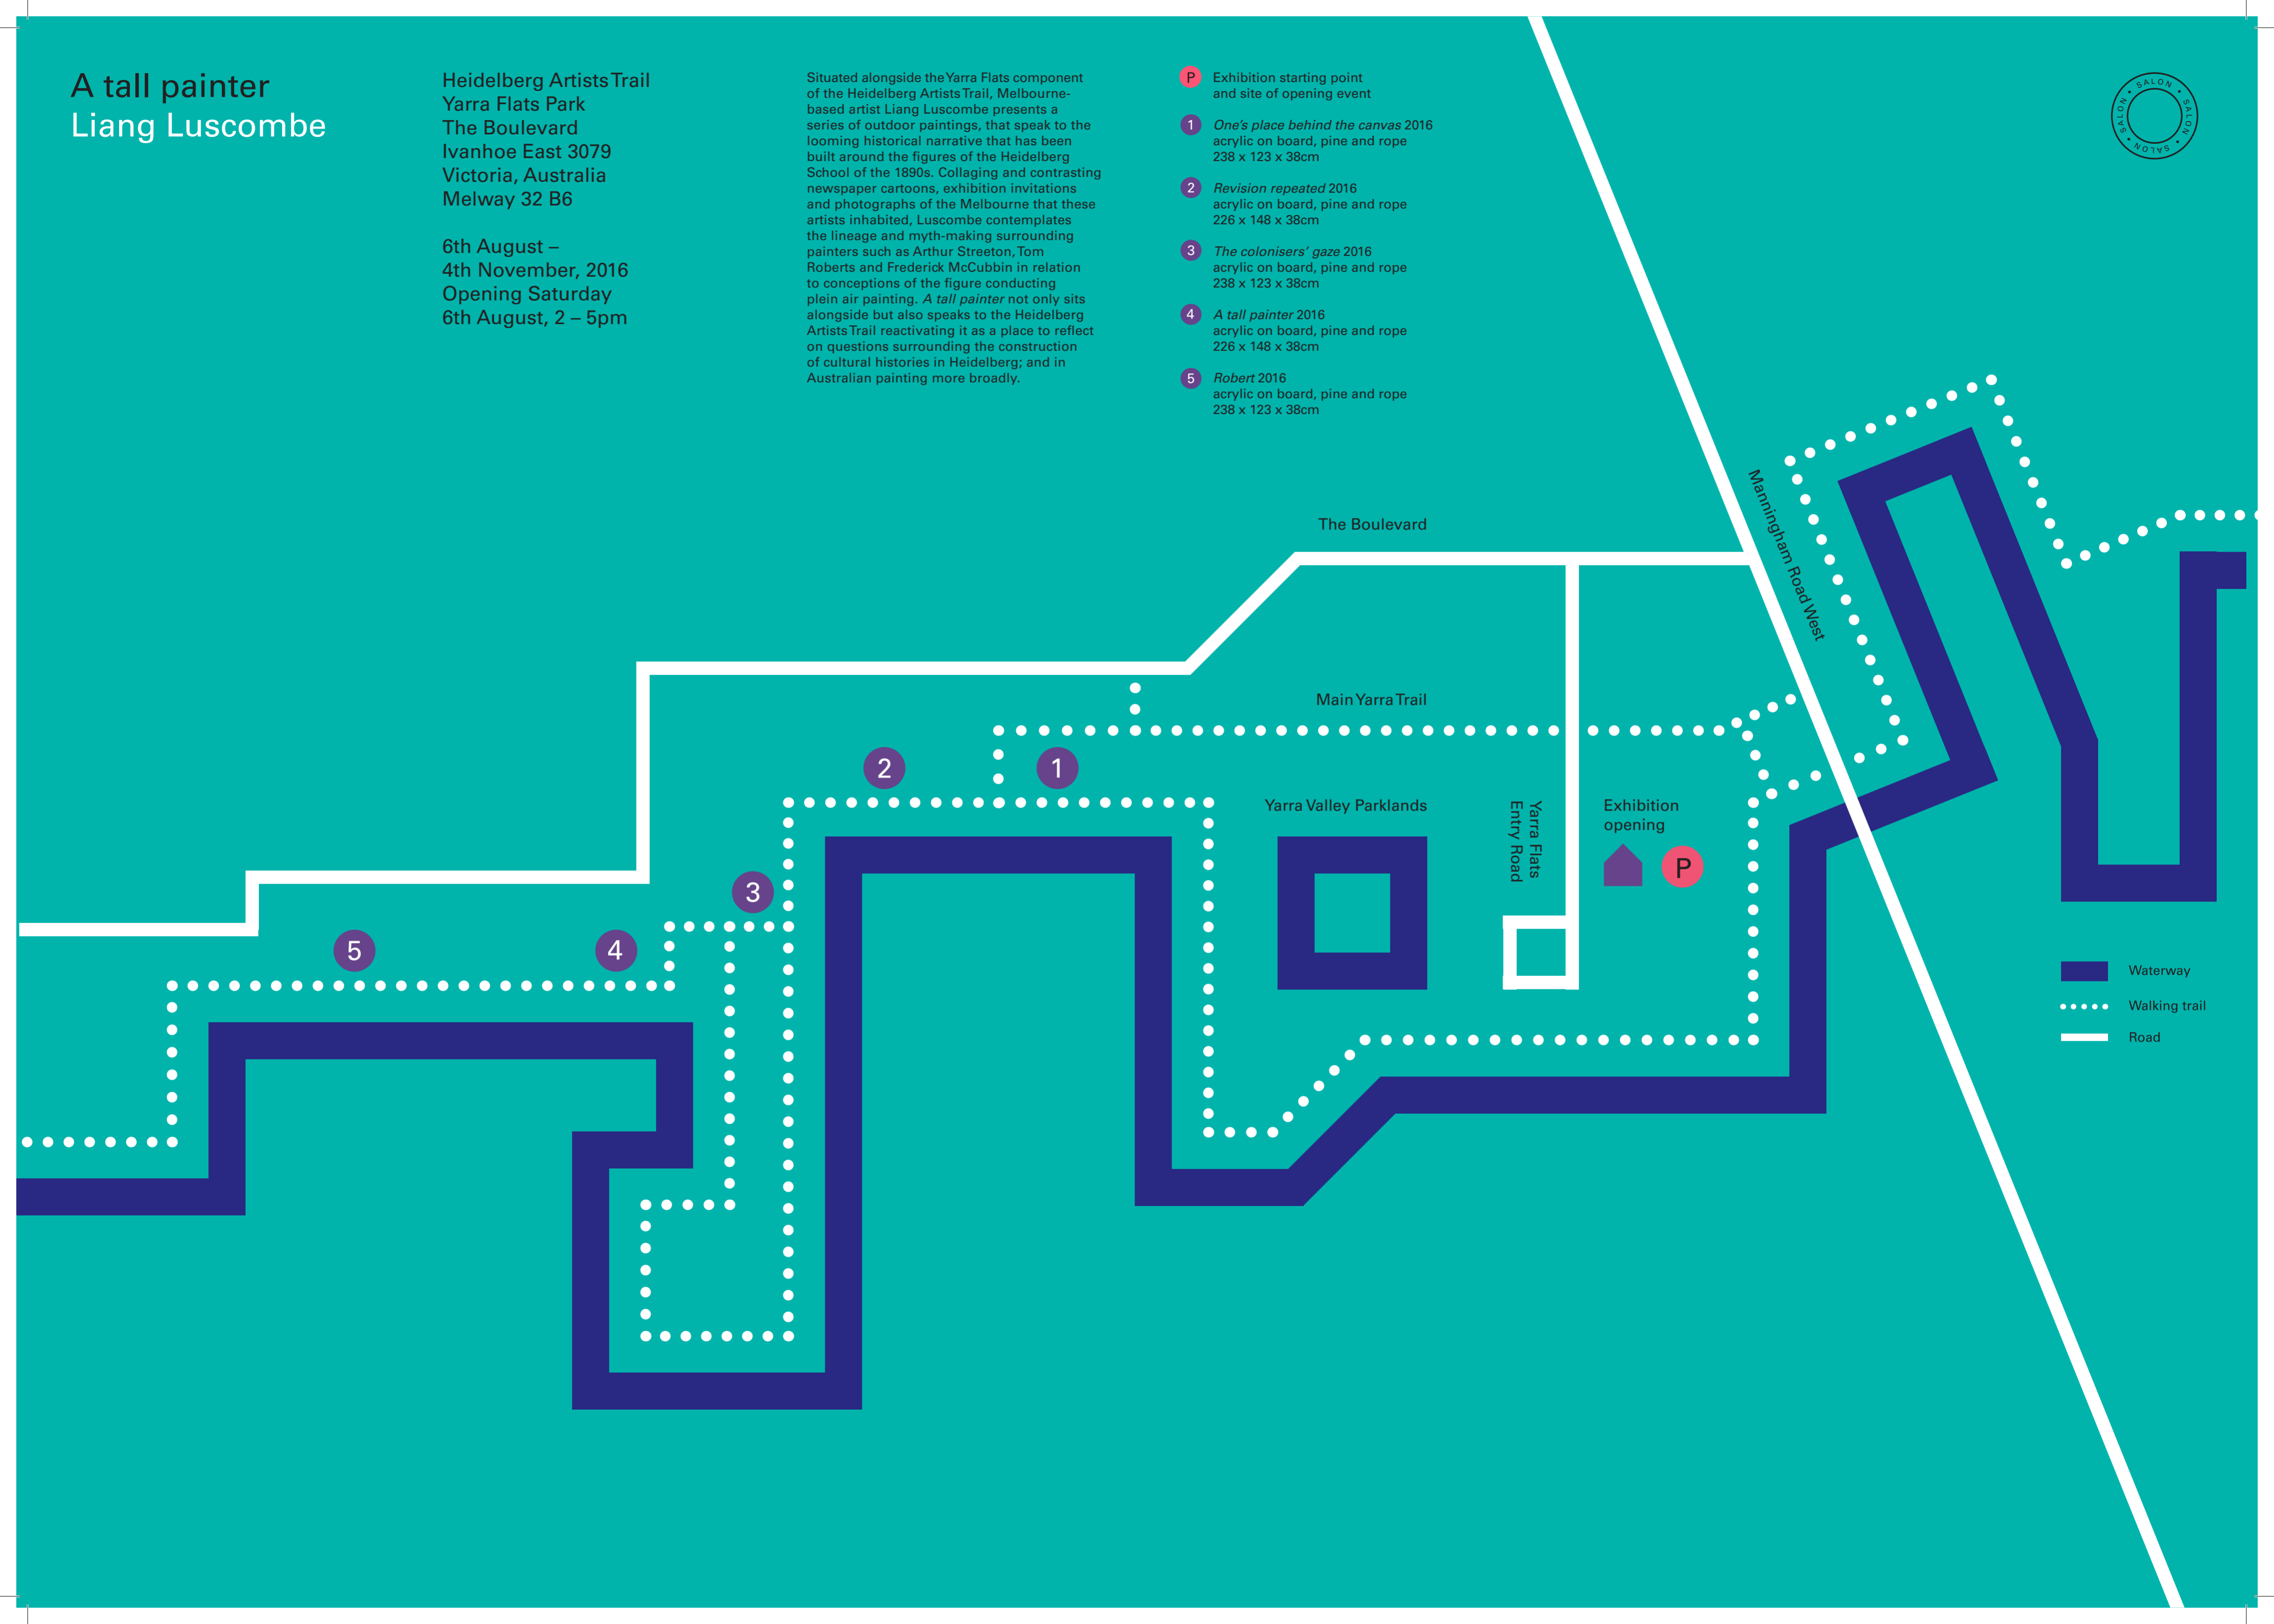 A tall painter
Liang Luscombe
Heidelberg Artists Trail
Yarra Flats Park
The Boulevard
Ivanhoe East 3079
Victoria, Australia
Melway 32 B6
6th August –
4th November, 2016
Opening Saturday
6th August, 2 – 5pm
Situated alongside the Yarra Flats component
of the Heidelberg Artists Trail, Melbourne-
based artist Liang Luscombe presents a
series of outdoor paintings, that speak to the
looming historical narrative that has been
built around the figures of the Heidelberg
School of the 1890s. Collaging and contrasting
newspaper cartoons, exhibition invitations
and photographs of the Melbourne that these
artists inhabited, Luscombe contemplates
the lineage and myth-making surrounding
painters such as Arthur Streeton, Tom
Roberts and Frederick McCubbin in relation
to conceptions of the figure conducting
plein air painting. A tall painter not only sits
alongside but also speaks to the Heidelberg
Artists Trail reactivating it as a place to reflect
on questions surrounding the construction
of cultural histories in Heidelberg; and in
Australian painting more broadly.
P Exhibition starting point
and site of opening event
1 One's place behind the canvas 2016
acrylic on board, pine and rope
238 x 123 x 38cm
2 Revision repeated 2016
acrylic on board, pine and rope
226 x 148 x 38cm
3 The colonisers' gaze 2016
acrylic on board, pine and rope
238 x 123 x 38cm
4 A tall painter 2016
acrylic on board, pine and rope
226 x 148 x 38cm
5 Robert 2016
acrylic on board, pine and rope
238 x 123 x 38cm
SALON • SALON • SALON • SALON • SALON •
The Boulevard
Manningham Road West
Main Yarra Trail
2
1
Yarra Valley Parklands
Yarra Flats
Entry Road
Exhibition
opening
P
3
5
4
Waterway
Walking trail
Road